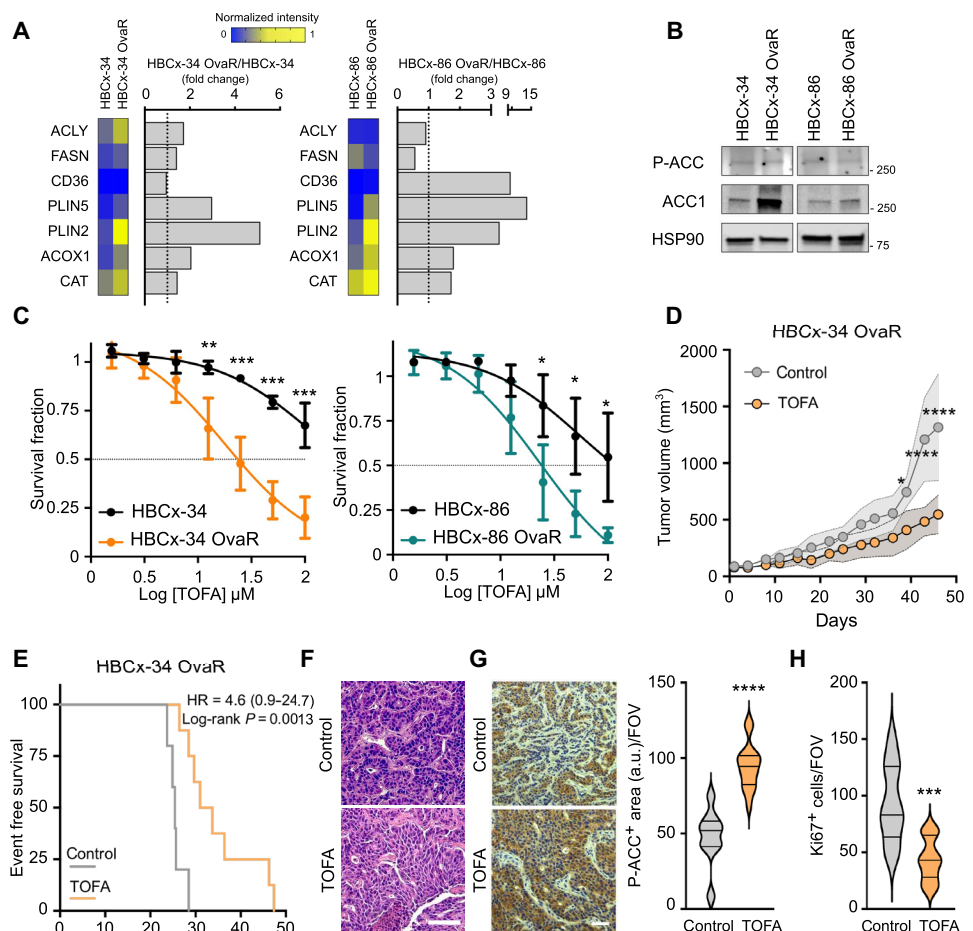 A
Normalized intensity
0
1
HBCx-34
HBCx-34 OvaR
HBCx-34 OvaR/HBCx-34
(fold change)
0 2 4 6
ACLY
FASN
CD36
PLIN5
PLIN2
ACOX1
CAT
HBCx-86
HBCx-86 OvaR
HBCx-86 OvaR/HBCx-86
(fold change)
0 1 3 9 15
ACLY
FASN
CD36
PLIN5
PLIN2
ACOX1
CAT
B
HBCx-34
HBCx-34 OvaR
HBCx-86
HBCx-86 OvaR
P-ACC
- 250
ACC1
- 250
HSP90
- 75
C
Survival fraction
1
0.75
0.5
0.25
0
** *** *** ***
HBCx-34
HBCx-34 OvaR
0 0.5 1.0 1.5 2
Log [TOFA] µM
Survival fraction
1
0.75
0.5
0.25
0
* * *
HBCx-86
HBCx-86 OvaR
0 0.5 1.0 1.5 2
Log [TOFA] µM
D
HBCx-34 OvaR
Tumor volume (mm3)
2000
1500
1000
500
0
Control
TOFA
****
****
*
0 10 20 30 40 50
Days
E
HBCx-34 OvaR
HR = 4.6 (0.9–24.7)
Log-rank P = 0.0013
Event free survival
100
75
50
25
0
Control
TOFA
0 10 20 30 40 50
F
Control
TOFA
G
Control
TOFA
P-ACC+ area (a.u.)/FOV
150
100
50
0
****
Control TOFA
H
Ki67+ cells/FOV
200
150
100
50
0
***
Control TOFA